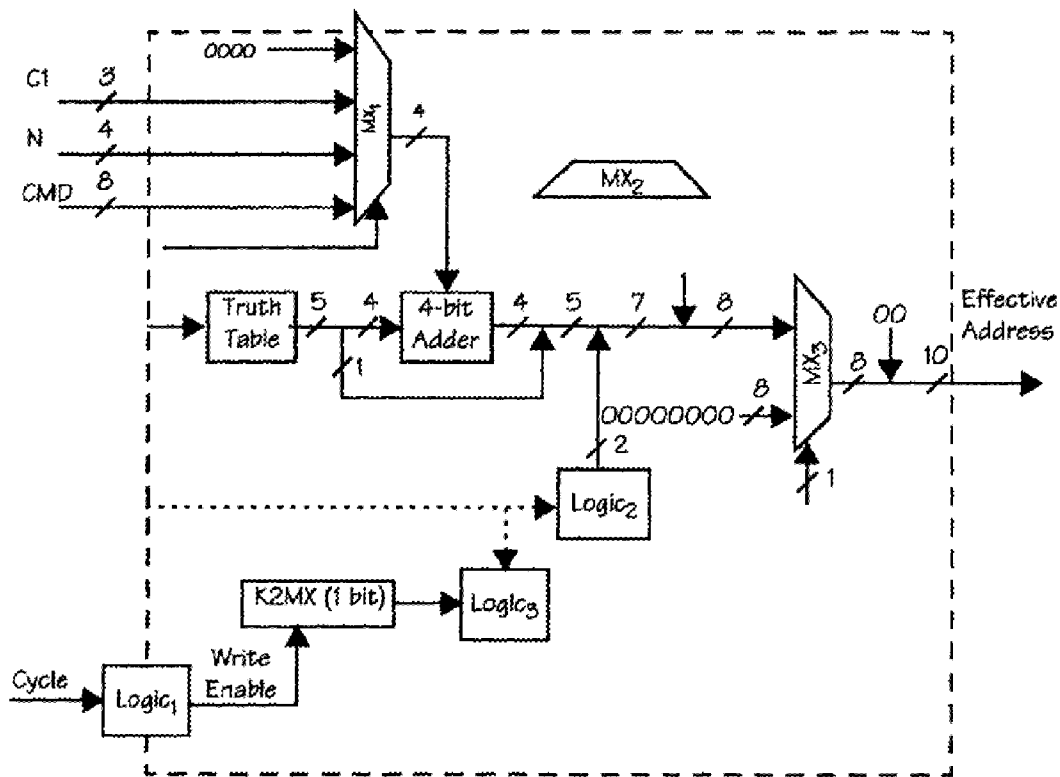 0000
C1
3
MX1
4
N
4
CMD
8
MX2
Truth
Table
5
4
1
4-bit
Adder
4
5
7
1
8
MX3
00
8
10
Effective
Address
00000000
8
2
1
Logic2
K2MX (1 bit)
Logic3
Cycle
Logic1
Write
Enable